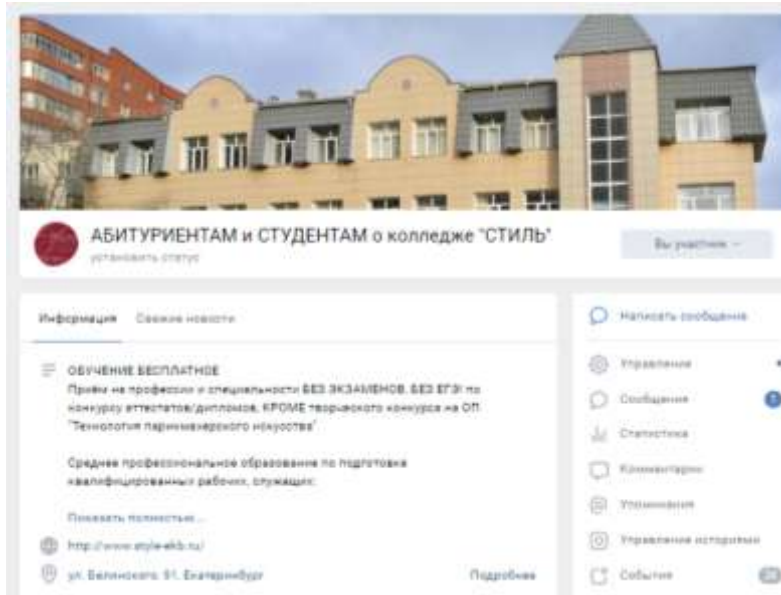 АБИТУРИЕНТАМ и СТУДЕНТАМ о колледже "СТИЛЬ"
установить статус
Вы участник
Информация
Свежие новости
ОБУЧЕНИЕ БЕСПЛАТНОЕ
Приём на профессии и специальности БЕЗ ЭКЗАМЕНОВ, БЕЗ ЕГЭ! по
конкурсу аттестатов/дипломов, КРОМЕ творческого конкурса на ОП
"Технология парикмахерского искусства"
Среднее профессиональное образование по подготовка
квалифицированных рабочих, служащих:
Показать полностью...
http://www.style-ekb.ru/
ул. Белинского, 91, Екатеринбург
Подробнее
Написать сообщение
Управление
Сообщения
Статистика
Комментарии
Упоминания
Управление историями
События